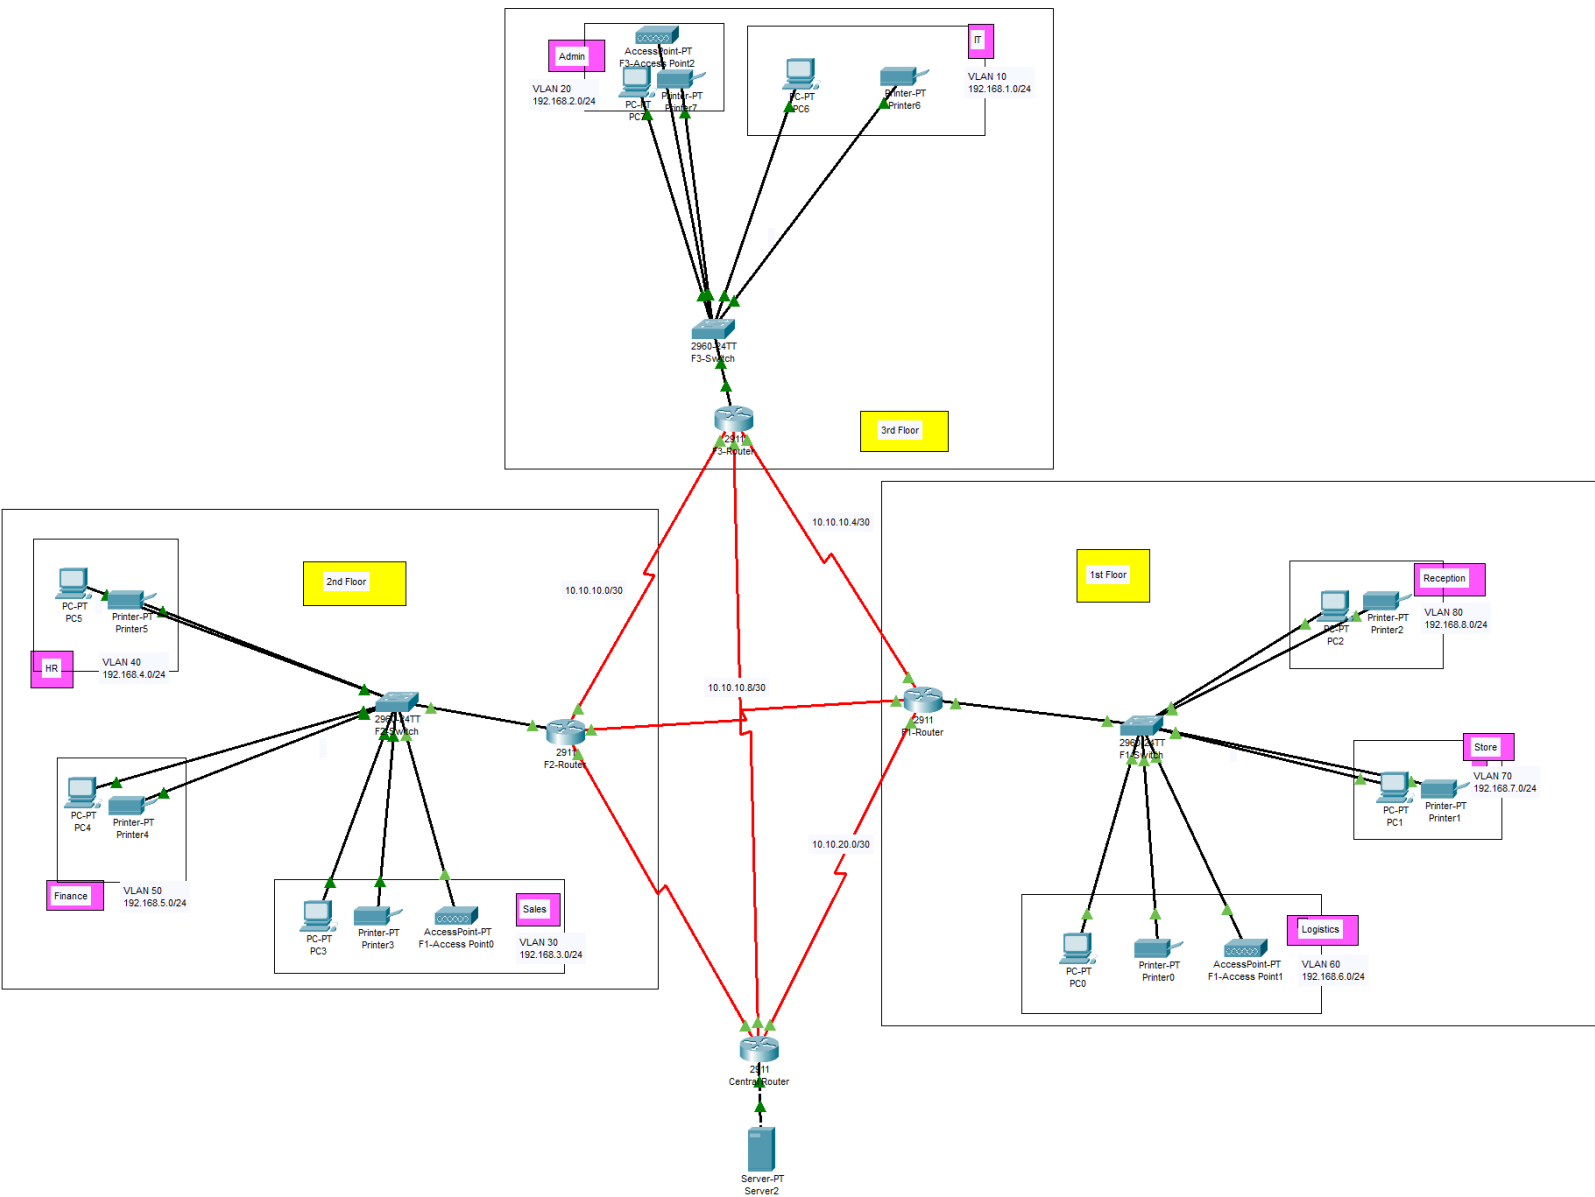 Admin
AccessPoint-PT
F3-Access Point2
VLAN 20
192.168.2.0/24
PC-PT
Printer-PT
Printer7
IT
VLAN 10
192.168.1.0/24
PC-PT
PC6
Printer-PT
Printer6
2960-24TT
F3-Switch
2911
F3-Router
3rd Floor
10.10.10.4/30
10.10.10.0/30
10.10.10.8/30
10.10.20.0/30
2nd Floor
PC-PT
PC5
Printer-PT
Printer5
HR
VLAN 40
192.168.4.0/24
2960-24TT
F2-Switch
2911
F2-Router
PC-PT
PC4
Printer-PT
Printer4
Finance
VLAN 50
192.168.5.0/24
PC-PT
PC3
Printer-PT
Printer3
AccessPoint-PT
F1-Access Point0
Sales
VLAN 30
192.168.3.0/24
1st Floor
Reception
VLAN 80
192.168.8.0/24
PC-PT
PC2
Printer-PT
Printer2
2911
F1-Router
2960-24TT
F1-Switch
Store
VLAN 70
192.168.7.0/24
PC-PT
PC1
Printer-PT
Printer1
Logistics
VLAN 60
192.168.6.0/24
PC-PT
PC0
Printer-PT
Printer0
AccessPoint-PT
F1-Access Point1
2911
Central Router
Server-PT
Server2